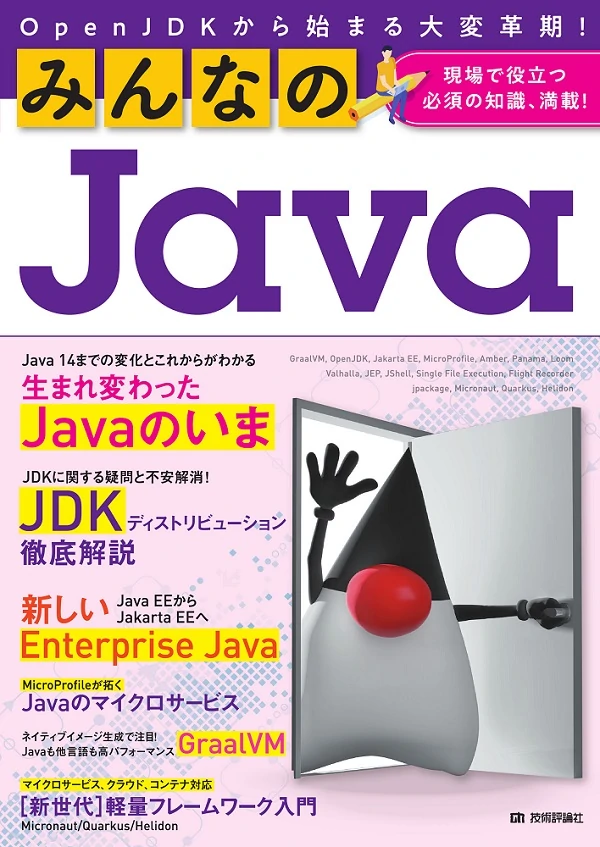 OpenJDKから始まる大変革期!
みんなの
現場で役立つ
必須の知識、満載!
Java
Java 14までの変化とこれからがわかる
生まれ変わった
Javaのいま
GraalVM, OpenJDK, Jakarta EE, MicroProfile, Amber, Panama, Loom
Valhalla, JEP, JShell, Single File Execution, Flight Recorder
jpackage, Micronaut, Quarkus, Helidon
JDKに関する疑問と不安解消!
JDK ディストリビューション
徹底解説
新しい
Java EEから
Jakarta EEへ
Enterprise Java
MicroProfileが拓く
Javaのマイクロサービス
ネイティブイメージ生成で注目!
Javaも他言語も高パフォーマンス
GraalVM
マイクロサービス、クラウド、コンテナ対応
[新世代]軽量フレームワーク入門
Micronaut/Quarkus/Helidon
技術評論社